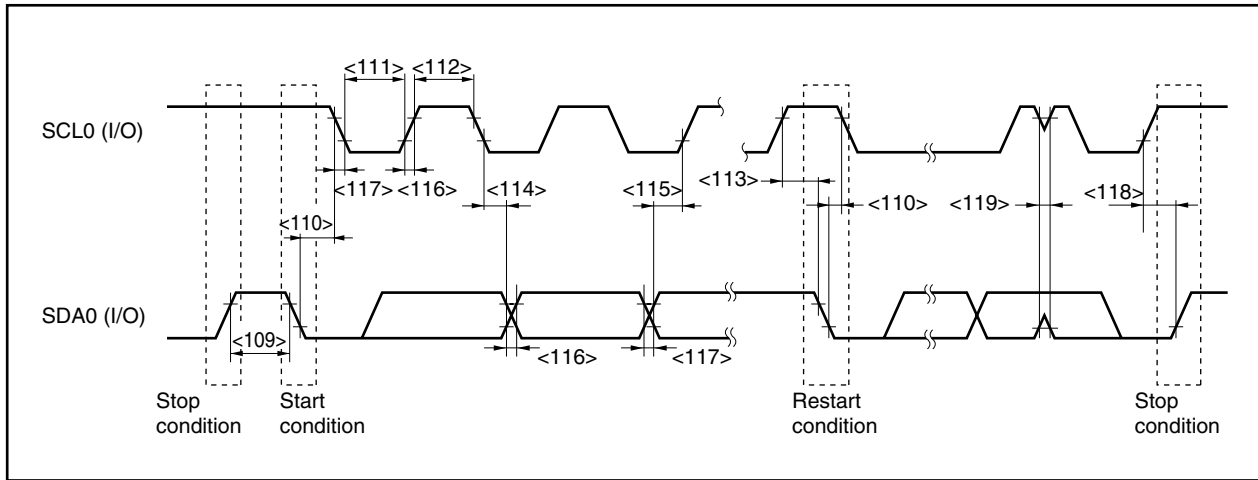 <111> <112>
SCL0 (I/O)
<117> <116> <114> <115> <113> <110> <119> <118>
<110>
SDA0 (I/O)
<109> <116> <117>
Stop
condition
Start
condition
Restart
condition
Stop
condition